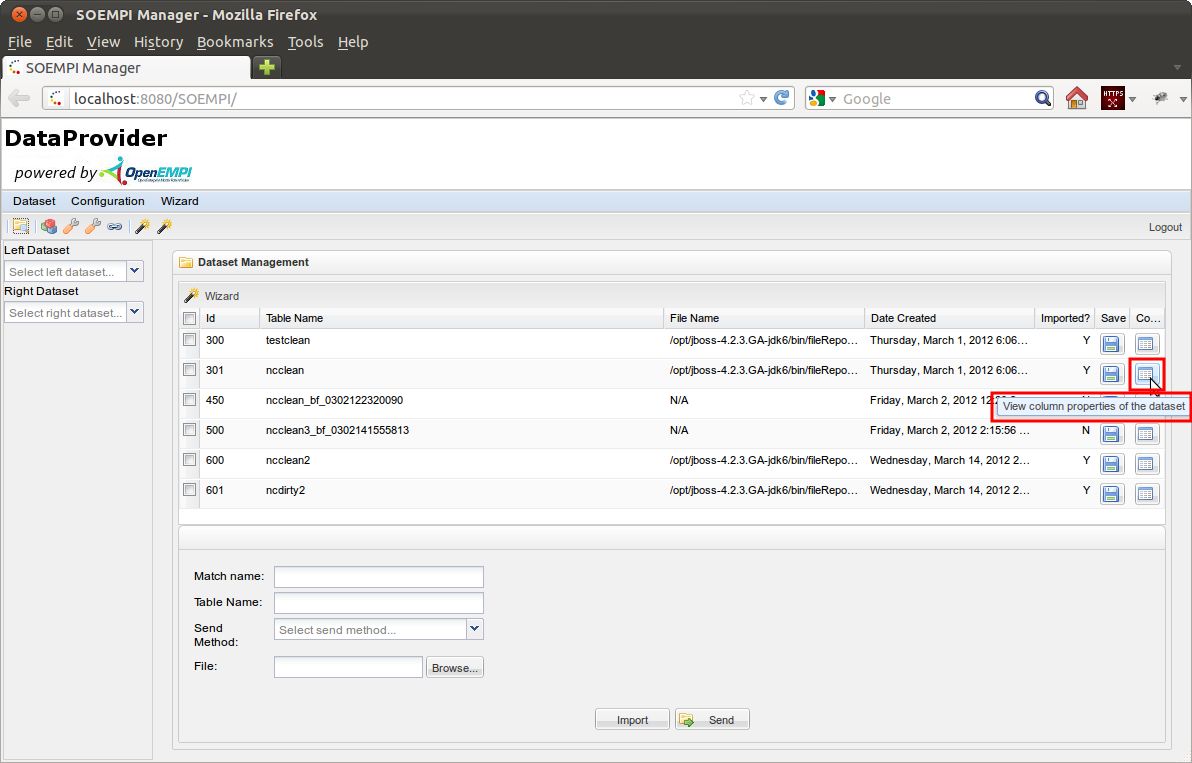 SOEMPI Manager - Mozilla Firefox
File Edit View History Bookmarks Tools Help
SOEMPI Manager
localhost:8080/SOEMPI/ Google HTTPS
DataProvider
powered by OpenEMPI
Dataset Configuration Wizard
Logout
Left Dataset
Select left dataset...
Right Dataset
Select right dataset...
Dataset Management
Wizard
Id Table Name File Name Date Created Imported? Save Co...
300 testclean /opt/jboss-4.2.3.GA-jdk6/bin/fileRepo... Thursday, March 1, 2012 6:06... Y
301 ncclean /opt/jboss-4.2.3.GA-jdk6/bin/fileRepo... Thursday, March 1, 2012 6:06... Y
450 ncclean_bf_0302122320090 N/A Friday, March 2, 2012
View column properties of the dataset
500 ncclean3_bf_0302141555813 N/A Friday, March 2, 2012 2:15:56 ... N
600 ncclean2 /opt/jboss-4.2.3.GA-jdk6/bin/fileRepo... Wednesday, March 14, 2012 2... Y
601 ncdirty2 /opt/jboss-4.2.3.GA-jdk6/bin/fileRepo... Wednesday, March 14, 2012 2... Y
Match name:
Table Name:
Send
Method:
Select send method...
File:
Browse...
Import Send